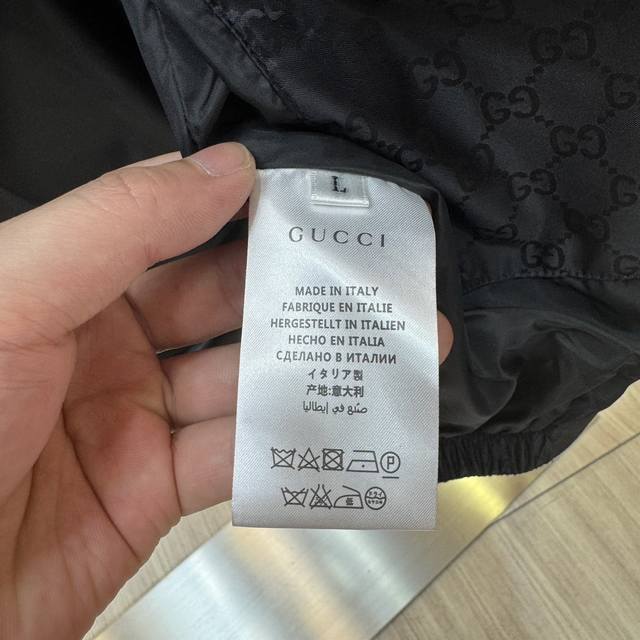 L
GUCCI
MADE IN ITALY
FABRIQUE EN ITALIE
HERGESTELLT IN ITALIEN
HECHO EN ITALIA
СДЕЛАНО В ИТАЛИИ
イタリア製
产地:意大利
صنع في إيطاليا
P